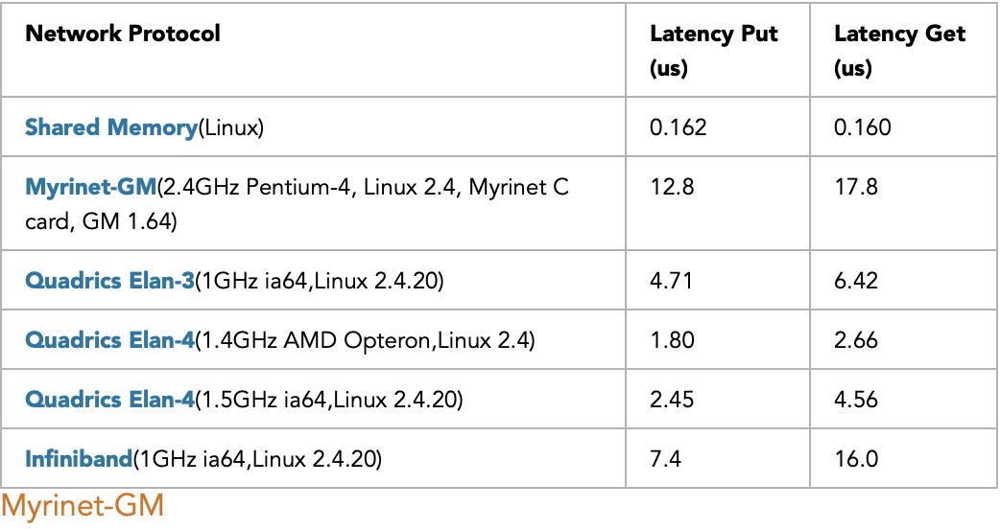 Network Protocol Latency Put Latency Get
(us) (us)
Shared Memory(Linux) 0.162 0.160
Myrinet-GM(2.4GHz Pentium-4, Linux 2.4, Myrinet C 12.8 17.8
card, GM 1.64)
Quadrics Elan-3(1GHz ia64,Linux 2.4.20) 4.71 6.42
Quadrics Elan-4(1.4GHz AMD Opteron,Linux 2.4) 1.80 2.66
Quadrics Elan-4(1.5GHz ia64,Linux 2.4.20) 2.45 4.56
Infiniband(1GHz ia64,Linux 2.4.20) 7.4 16.0
Myrinet-GM